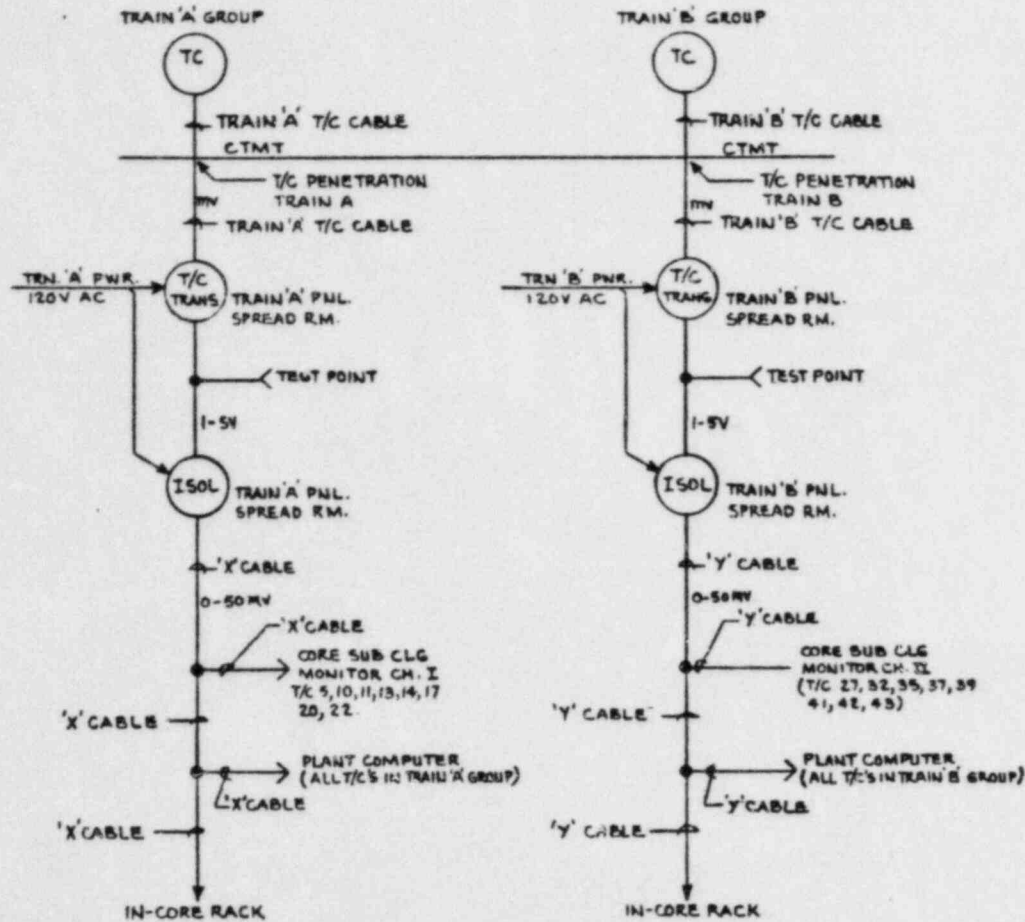 TRAIN 'A' GROUP
TC
TRAIN 'A' T/C CABLE
CTMT
T/C PENETRATION
TRAIN A
MV
TRAIN 'A' T/C CABLE
TRN. 'A' PWR.
120V AC
T/C
TRANS
TRAIN 'A' PNL.
SPREAD RM.
TEST POINT
1-5V
ISOL
TRAIN 'A' PNL.
SPREAD RM.
'X' CABLE
0-50MV
'X' CABLE
CORE SUB CLG
MONITOR CH. I
T/C 5, 10, 11, 13, 14, 17
20, 22
'X' CABLE
PLANT COMPUTER
(ALL T/C'S IN TRAIN 'A' GROUP)
'X' CABLE
'X' CABLE
IN-CORE RACK
TRAIN 'B' GROUP
TC
TRAIN 'B' T/C CABLE
CTMT
T/C PENETRATION
TRAIN B
MV
TRAIN 'B' T/C CABLE
TRN 'B' PWR.
120V AC
T/C
TRANS
TRAIN 'B' PNL.
SPREAD RM.
TEST POINT
1-5V
ISOL
TRAIN 'B' PNL.
SPREAD RM.
'Y' CABLE
0-50MV
'Y' CABLE
CORE SUB CLG
MONITOR CH. II
(T/C 27, 32, 35, 37, 39
41, 42, 43)
'Y' CABLE
PLANT COMPUTER
(ALL T/C'S IN TRAIN 'B' GROUP)
'Y' CABLE
'Y' CABLE
IN-CORE RACK